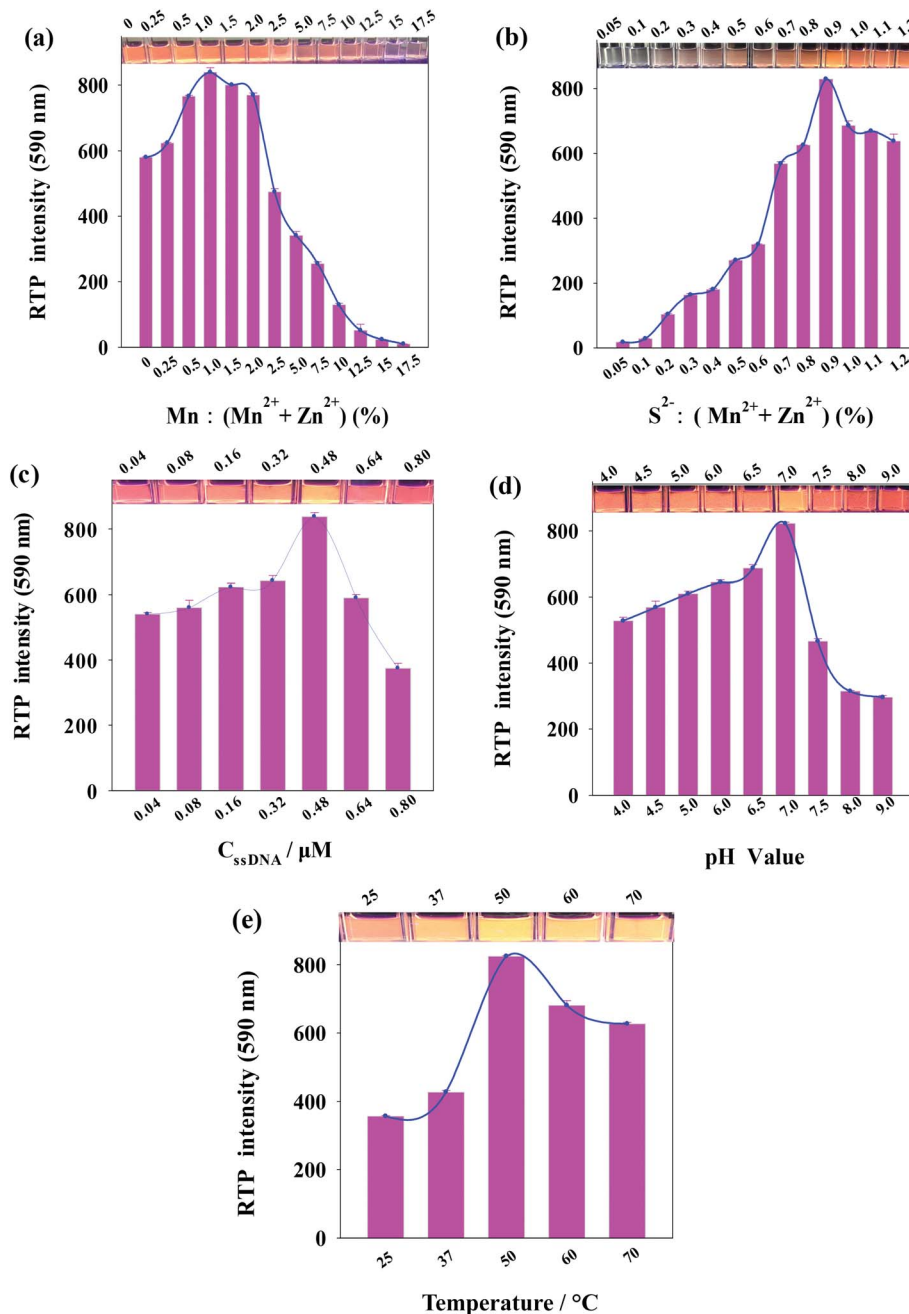 (a)
0 0.25 0.5 1.0 1.5 2.0 2.5 5.0 7.5 10 12.5 15 17.5
RTP intensity (590 nm)
800
600
400
200
0
0 0.25 0.5 1.0 1.5 2.0 2.5 5.0 7.5 10 12.5 15 17.5
Mn : (Mn2+ + Zn2+) (%)
(b)
0.05 0.1 0.2 0.3 0.4 0.5 0.6 0.7 0.8 0.9 1.0 1.1
RTP intensity (590 nm)
800
600
400
200
0
0.05 0.1 0.2 0.3 0.4 0.5 0.6 0.7 0.8 0.9 1.0 1.1 1.2
S2- : ( Mn2+ + Zn2+) (%)
(c)
0.04 0.08 0.16 0.32 0.48 0.64 0.80
RTP intensity (590 nm)
800
600
400
200
0
0.04 0.08 0.16 0.32 0.48 0.64 0.80
CssDNA / μM
(d)
4.0 4.5 5.0 6.0 6.5 7.0 7.5 8.0 9.0
RTP intensity (590 nm)
800
600
400
200
0
4.0 4.5 5.0 6.0 6.5 7.0 7.5 8.0 9.0
pH Value
(e)
25 37 50 60 70
RTP intensity (590 nm)
800
600
400
200
0
25 37 50 60 70
Temperature / °C